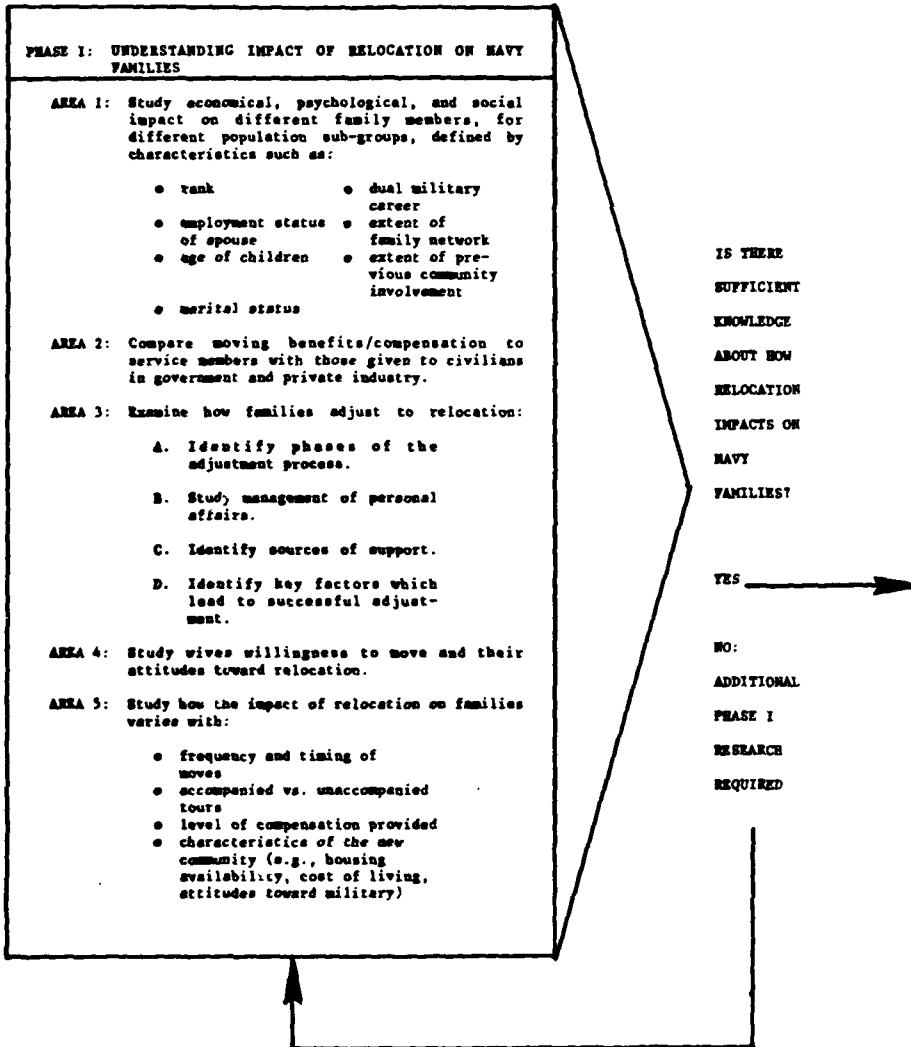 PHASE I: UNDERSTANDING IMPACT OF RELOCATION ON NAVY
FAMILIES
AREA 1: Study economical, psychological, and social
impact on different family members, for
different population sub-groups, defined by
characteristics such as:
● rank
● employment status
of spouse
● age of children
● marital status
● dual military
career
● extent of
family network
● extent of pre-
vious community
involvement
AREA 2: Compare moving benefits/compensation to
service members with those given to civilians
in government and private industry.
AREA 3: Examine how families adjust to relocation:
A. Identify phases of the
adjustment process.
B. Study management of personal
affairs.
C. Identify sources of support.
D. Identify key factors which
lead to successful adjust-
ment.
AREA 4: Study wives willingness to move and their
attitudes toward relocation.
AREA 5: Study how the impact of relocation on families
varies with:
● frequency and timing of
moves
● accompanied vs. unaccompanied
tours
● level of compensation provided
● characteristics of the new
community (e.g., housing
availability, cost of living,
attitudes toward military)
IS THERE
SUFFICIENT
KNOWLEDGE
ABOUT HOW
RELOCATION
IMPACTS ON
NAVY
FAMILIES?
YES
NO:
ADDITIONAL
PHASE I
RESEARCH
REQUIRED